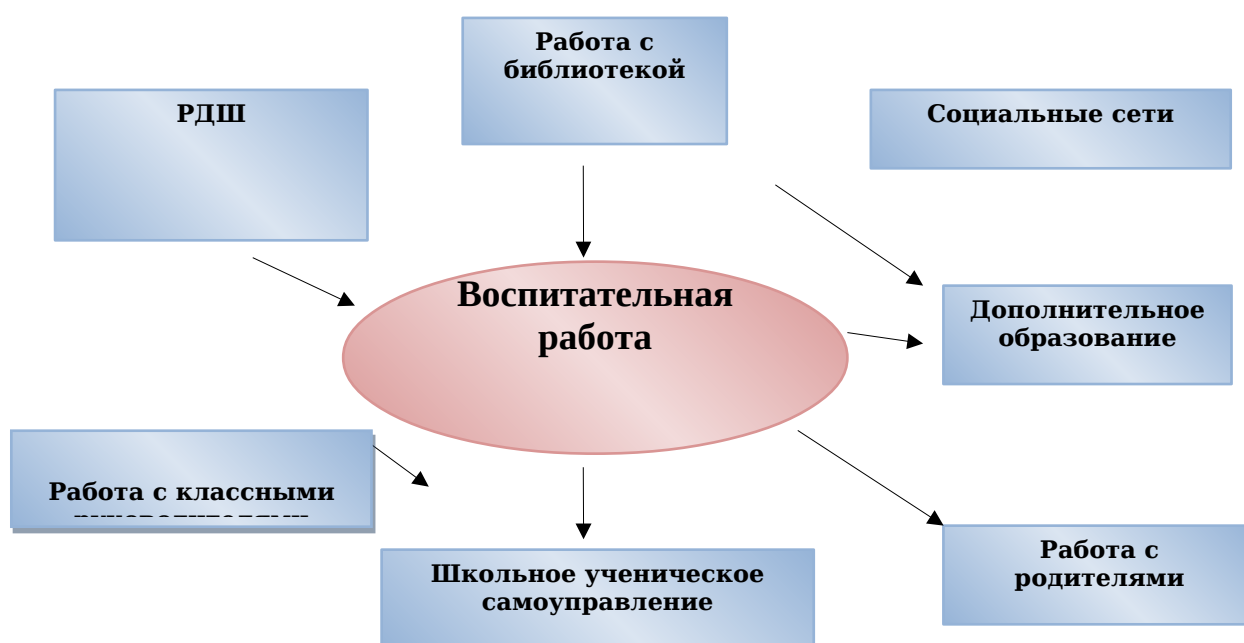 Работа с
библиотекой
РДШ
Социальные сети
Воспитательная
работа
Дополнительное
образование
Работа с классными
Школьное ученическое
самоуправление
Работа с
родителями